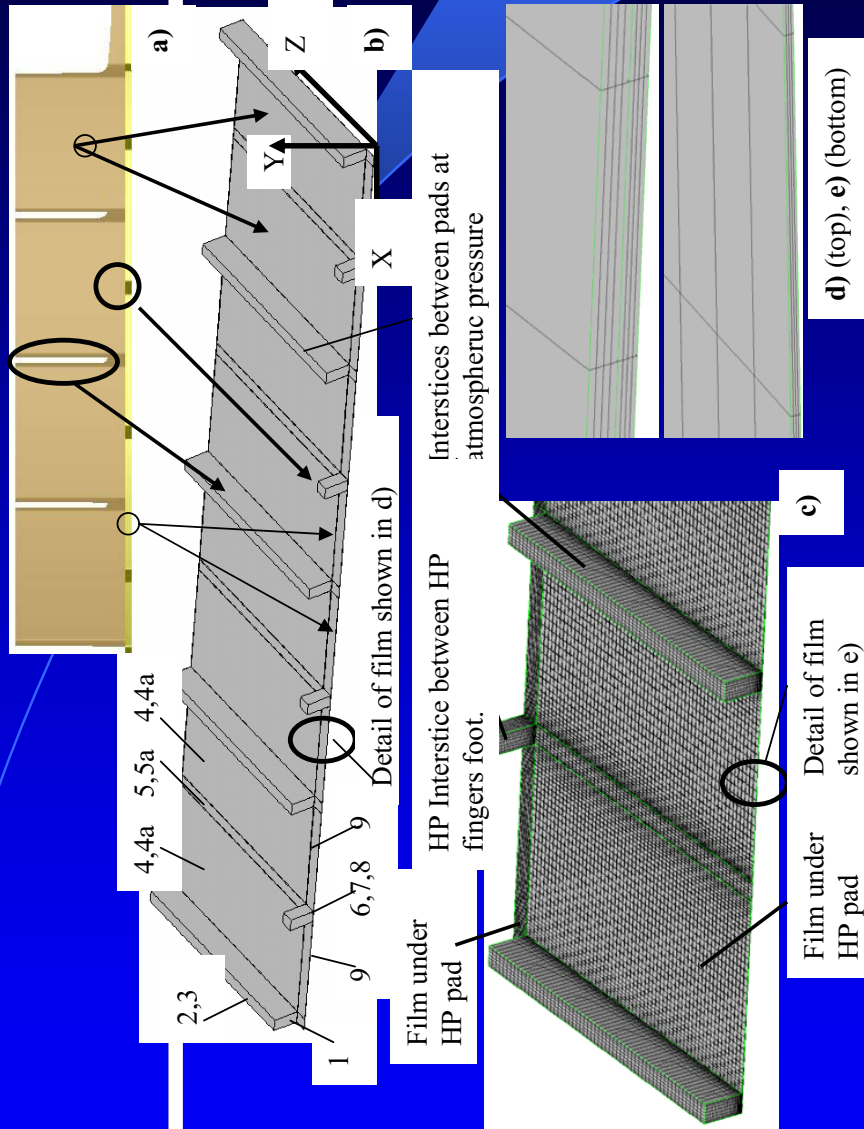 a)
Z
b)
Y
X
4,4a
5,5a
4,4a
2,3
1
9
6,7,8
9
Detail of film shown in d)
Interstices between pads at
atmospheruc pressure
Film under
HP pad
HP Interstice between HP
fingers foot.
c)
Film under
HP pad
Detail of film
shown in e)
d) (top), e) (bottom)